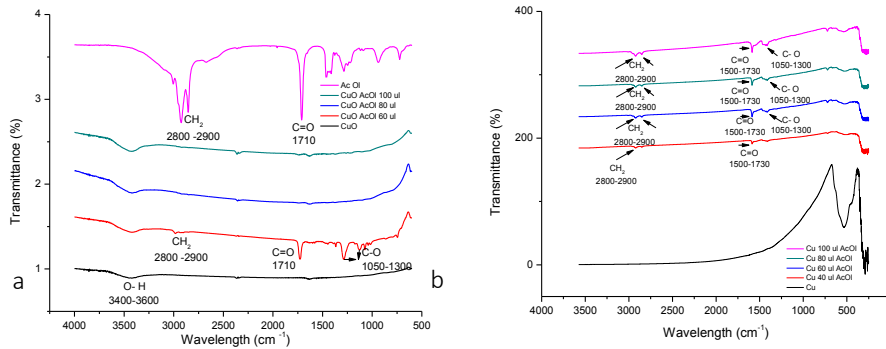 Transmittance (%)
4
3
2
1
Ac Ol
CuO AcOl 100 ul
CuO AcOl 80 ul
CuO AcOl 60 ul
CuO
CH2
2800 -2900
C=O
1710
CH2
2800 -2900
C=O
1710
C-O
1050-1300
O- H
3400-3600
a
4000 3500 3000 2500 2000 1500 1000 500
Wavelength (cm -1)
Transmittance (%)
400
200
0
CH2
2800-2900
C=O
1500-1730
C- O
1050-1300
CH2
2800-2900
C=O
1500-1730
C- O
1050-1300
CH2
2800-2900
C=O
1500-1730
C- O
1050-1300
CH2
2800-2900
C=O
1500-1730
Cu 100 ul AcOl
Cu 80 ul AcOl
Cu 60 ul AcOl
Cu 40 ul AcOl
Cu
b
4000 3500 3000 2500 2000 1500 1000 500
Wavelength (cm -1)